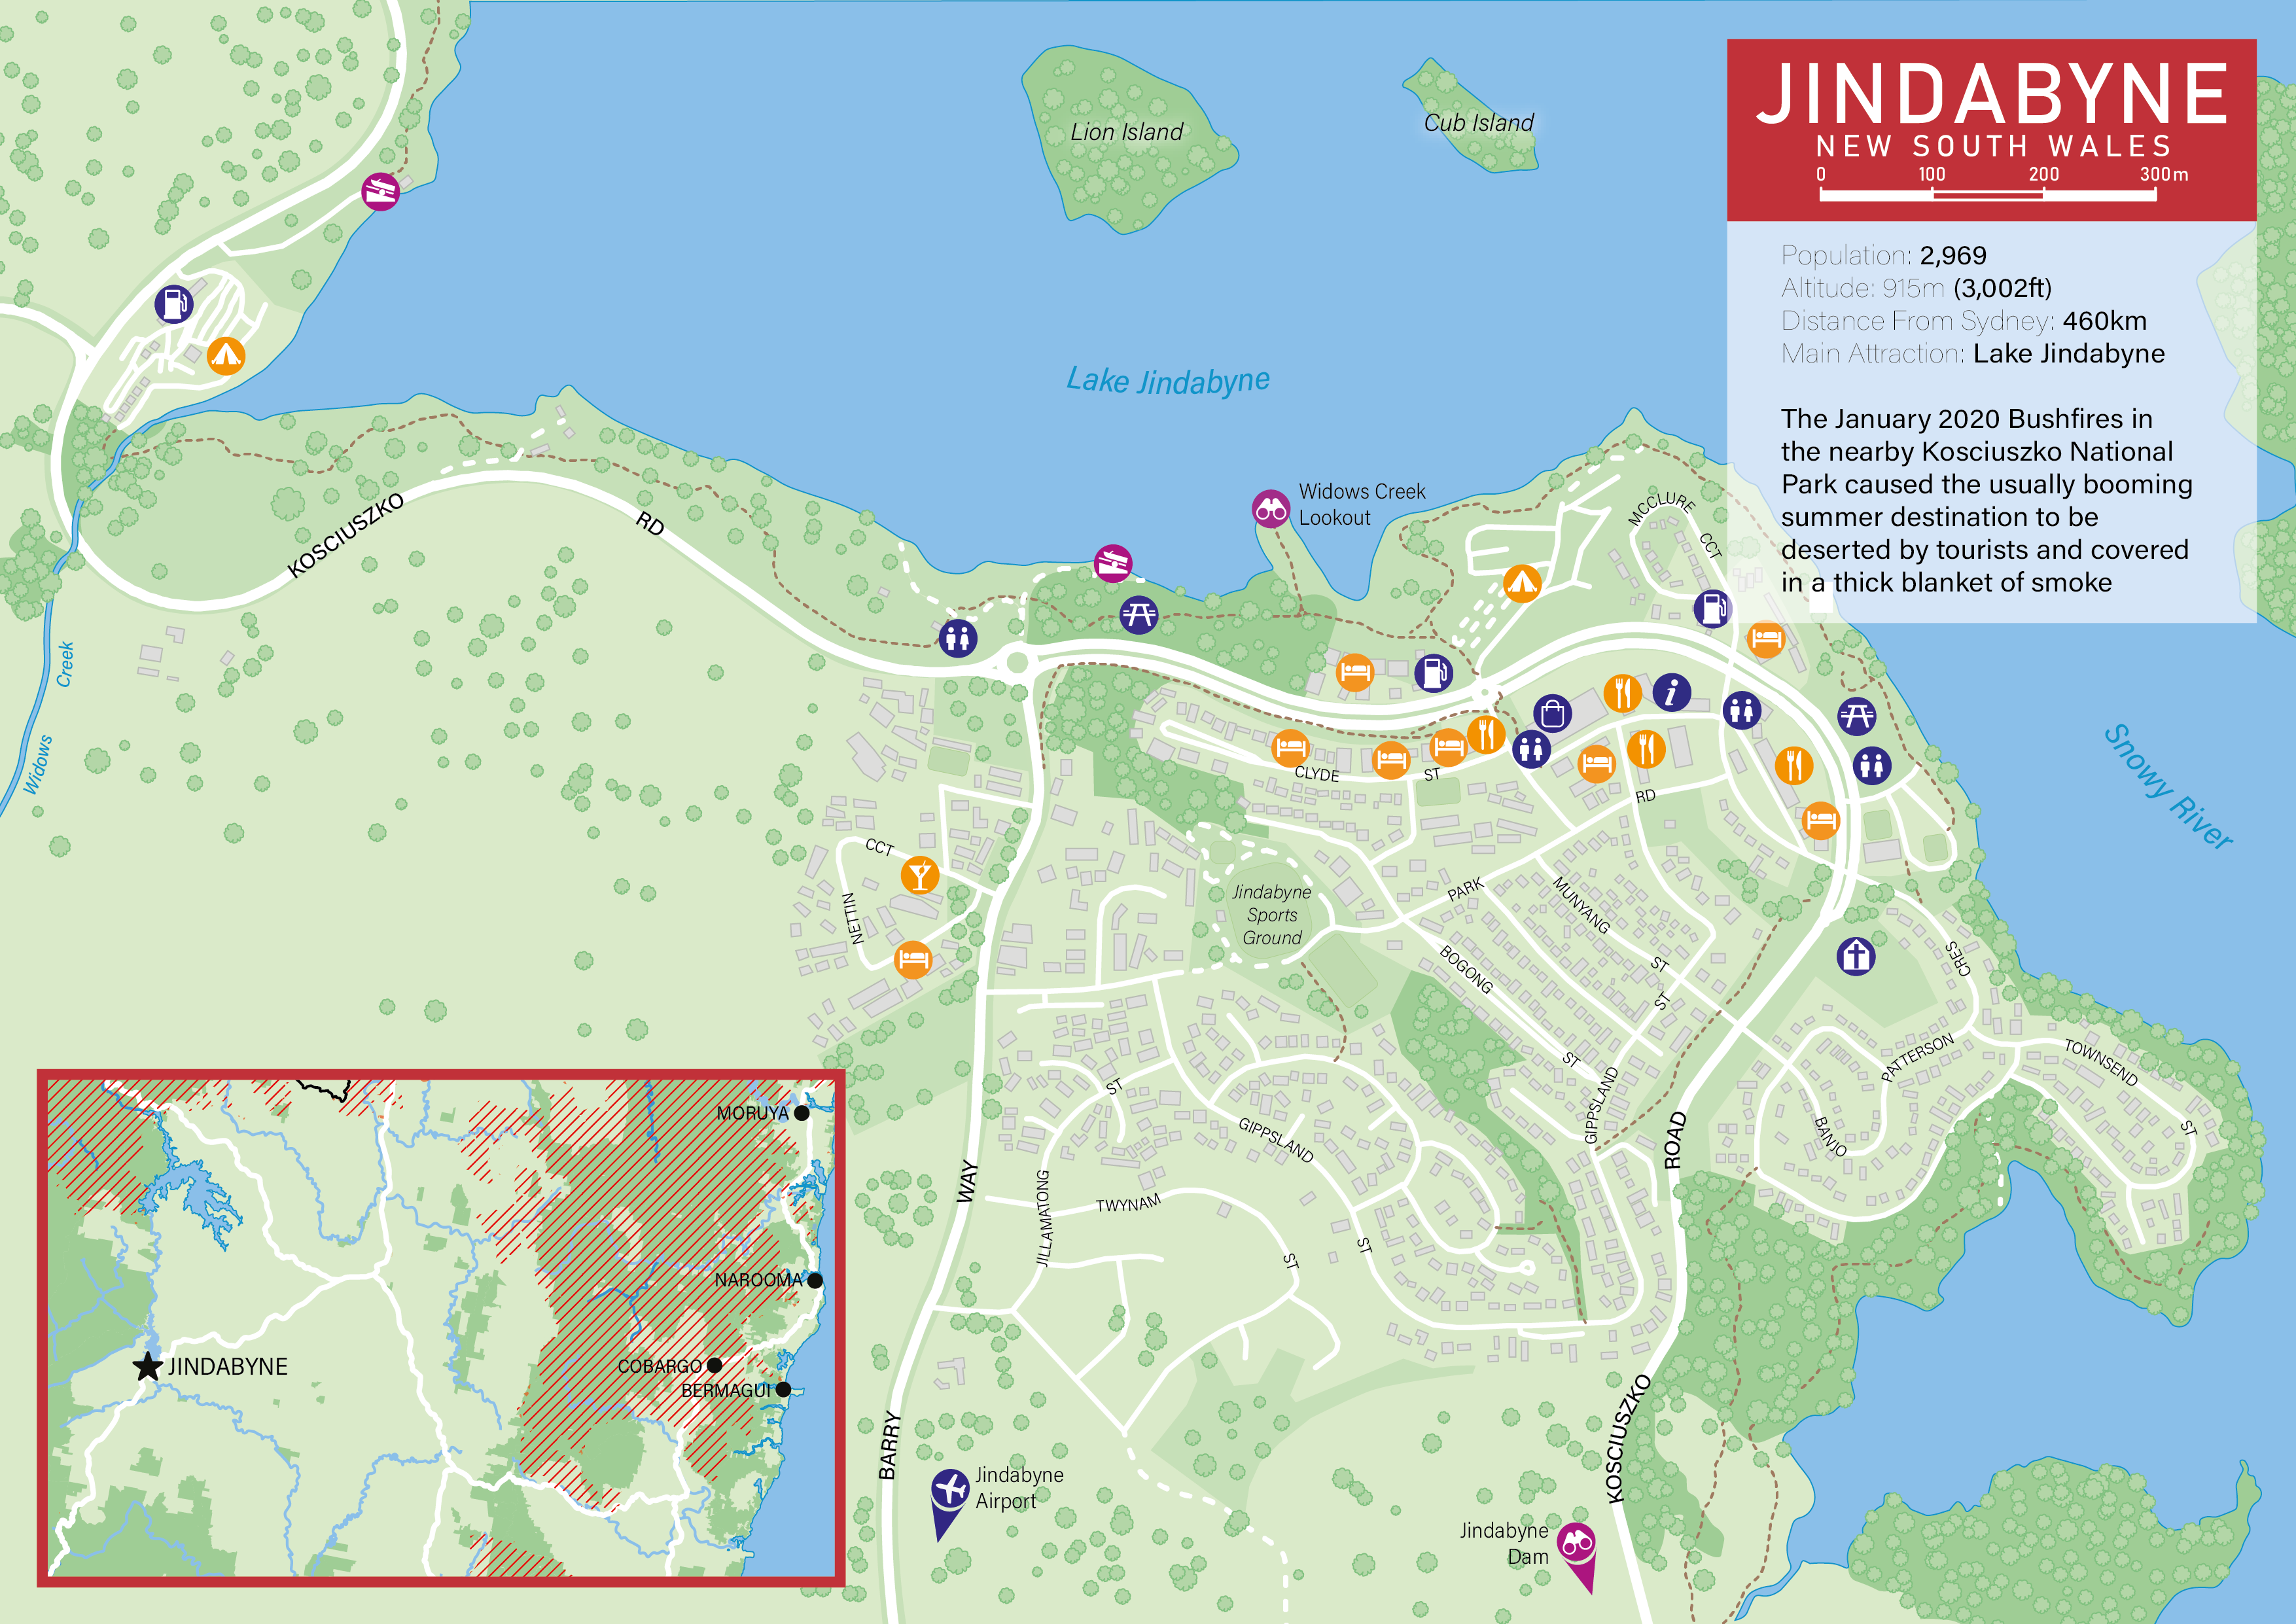 JINDABYNE
NEW SOUTH WALES
0 100 200 300m
Population: 2,969
Altitude: 915m (3,002ft)
Distance From Sydney: 460km
Main Attraction: Lake Jindabyne
The January 2020 Bushfires in
the nearby Kosciuszko National
Park caused the usually booming
summer destination to be
deserted by tourists and covered
in a thick blanket of smoke
Lion Island
Cub Island
Lake Jindabyne
Widows Creek
Lookout
KOSCIUSZKO
RD
MCCLURE
CCT
Widows
Creek
i
Snowy River
CLYDE
ST
RD
CCT
NETTIN
Jindabyne
Sports
Ground
PARK
MUNYANG
ST
ST
BOGONG
ST
CRES
PATTERSON
TOWNSEND
ST
BANJO
GIPPSLAND
ROAD
ST
GIPPSLAND
ST
JILLAMATONG
TWYNAM
ST
WAY
BARRY
KOSCIUSZKO
Jindabyne
Airport
Jindabyne
Dam
MORUYA
NAROOMA
COBARGO
BERMAGUI
JINDABYNE